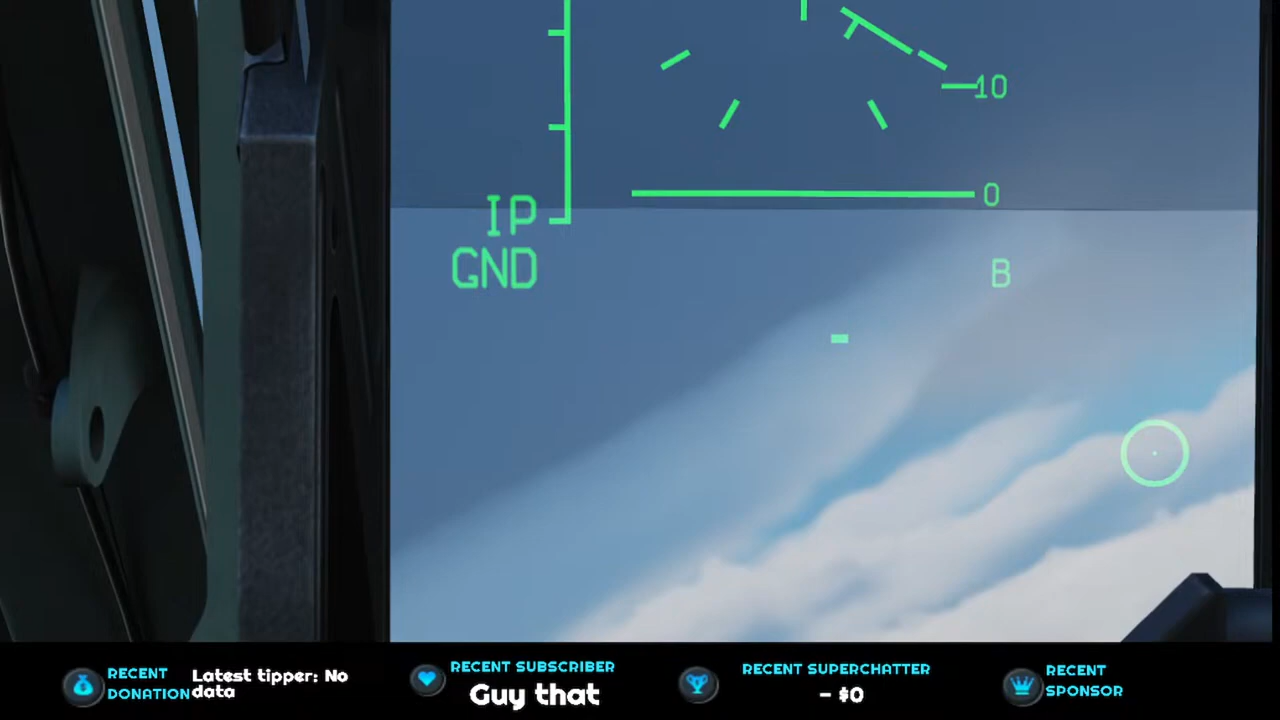 10
0
IP
GND
B
RECENT
DONATION
Latest tipper: No
data
RECENT SUBSCRIBER
Guy that
RECENT SUPERCHATTER
- $0
RECENT
SPONSOR